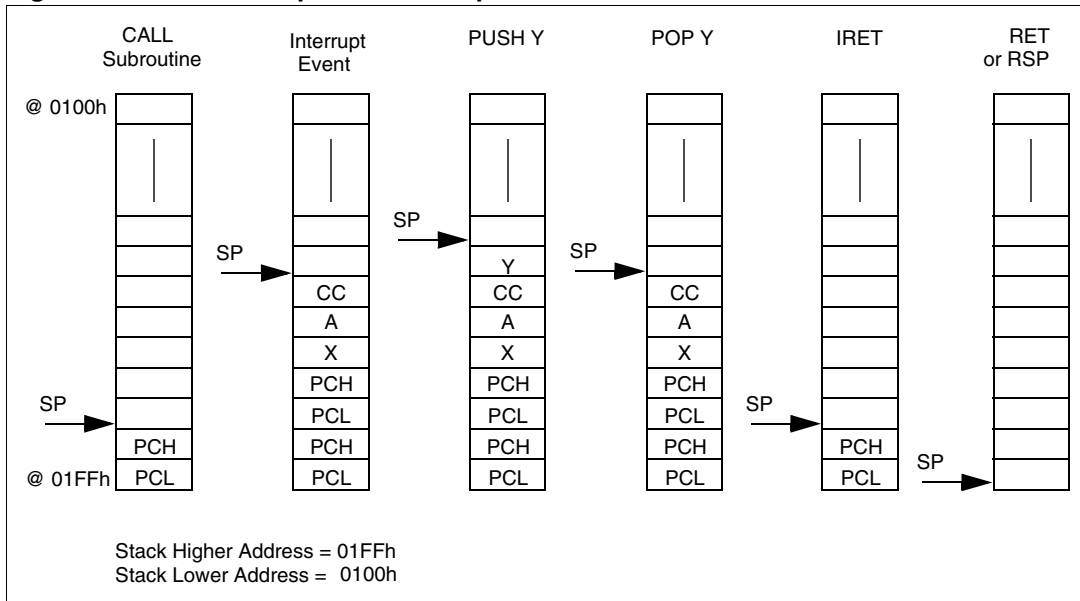 CALL
Subroutine
Interrupt
Event
PUSH Y
POP Y
IRET
RET
or RSP
@ 0100h
SP
SP
SP
Y
CC
CC
CC
A
A
A
X
X
X
PCH
PCH
PCH
SP
SP
PCL
PCL
PCL
PCH
PCH
PCH
PCH
PCH
SP
@ 01FFh
PCL
PCL
PCL
PCL
PCL
Stack Higher Address = 01FFh
Stack Lower Address = 0100h